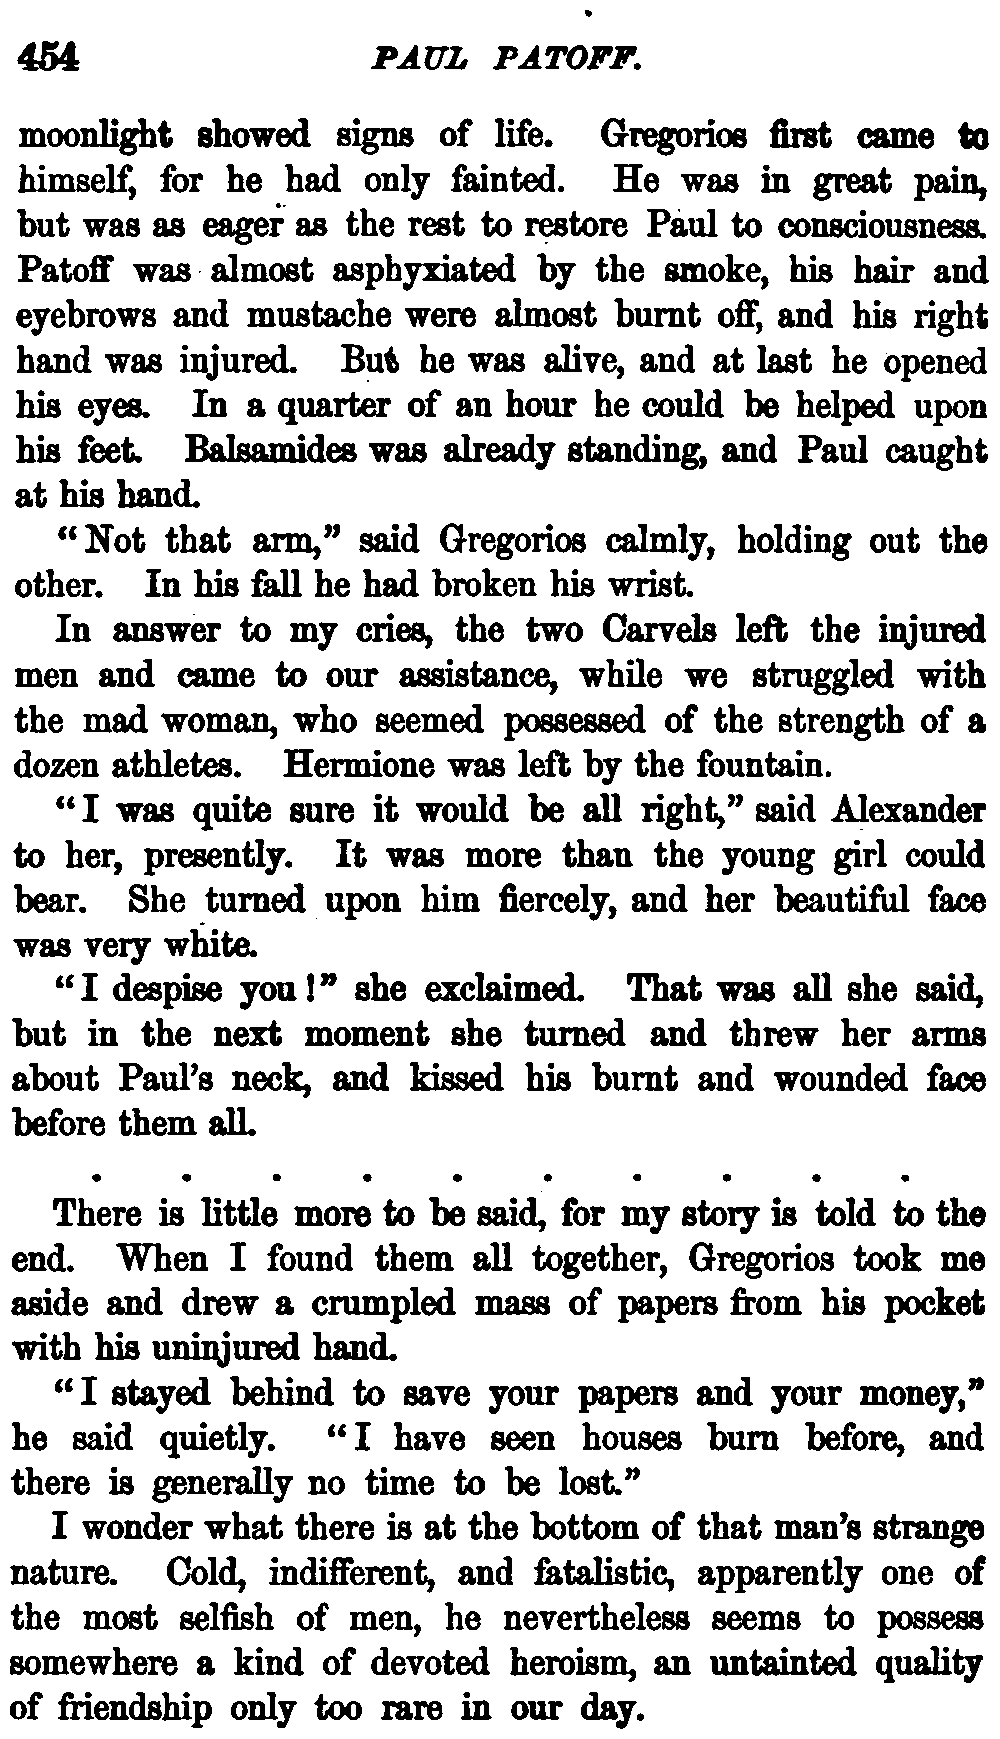 454 PAUL PATOFF.
moonlight showed signs of life. Gregorios first came to
himself, for he had only fainted. He was in great pain,
but was as eager as the rest to restore Paul to consciousness.
Patoff was almost asphyxiated by the smoke, his hair and
eyebrows and mustache were almost burnt off, and his right
hand was injured. But he was alive, and at last he opened
his eyes. In a quarter of an hour he could be helped upon
his feet. Balsamides was already standing, and Paul caught
at his hand.
"Not that arm," said Gregorios calmly, holding out the
other. In his fall he had broken his wrist.
In answer to my cries, the two Carvels left the injured
men and came to our assistance, while we struggled with
the mad woman, who seemed possessed of the strength of a
dozen athletes. Hermione was left by the fountain.
"I was quite sure it would be all right," said Alexander
to her, presently. It was more than the young girl could
bear. She turned upon him fiercely, and her beautiful face
was very white.
"I despise you!" she exclaimed. That was all she said,
but in the next moment she turned and threw her arms
about Paul's neck, and kissed his burnt and wounded face
before them all.
. . . . . . . . . .
There is little more to be said, for my story is told to the
end. When I found them all together, Gregorios took me
aside and drew a crumpled mass of papers from his pocket
with his uninjured hand.
"I stayed behind to save your papers and your money,"
he said quietly. "I have seen houses burn before, and
there is generally no time to be lost."
I wonder what there is at the bottom of that man's strange
nature. Cold, indifferent, and fatalistic, apparently one of
the most selfish of men, he nevertheless seems to possess
somewhere a kind of devoted heroism, an untainted quality
of friendship only too rare in our day.